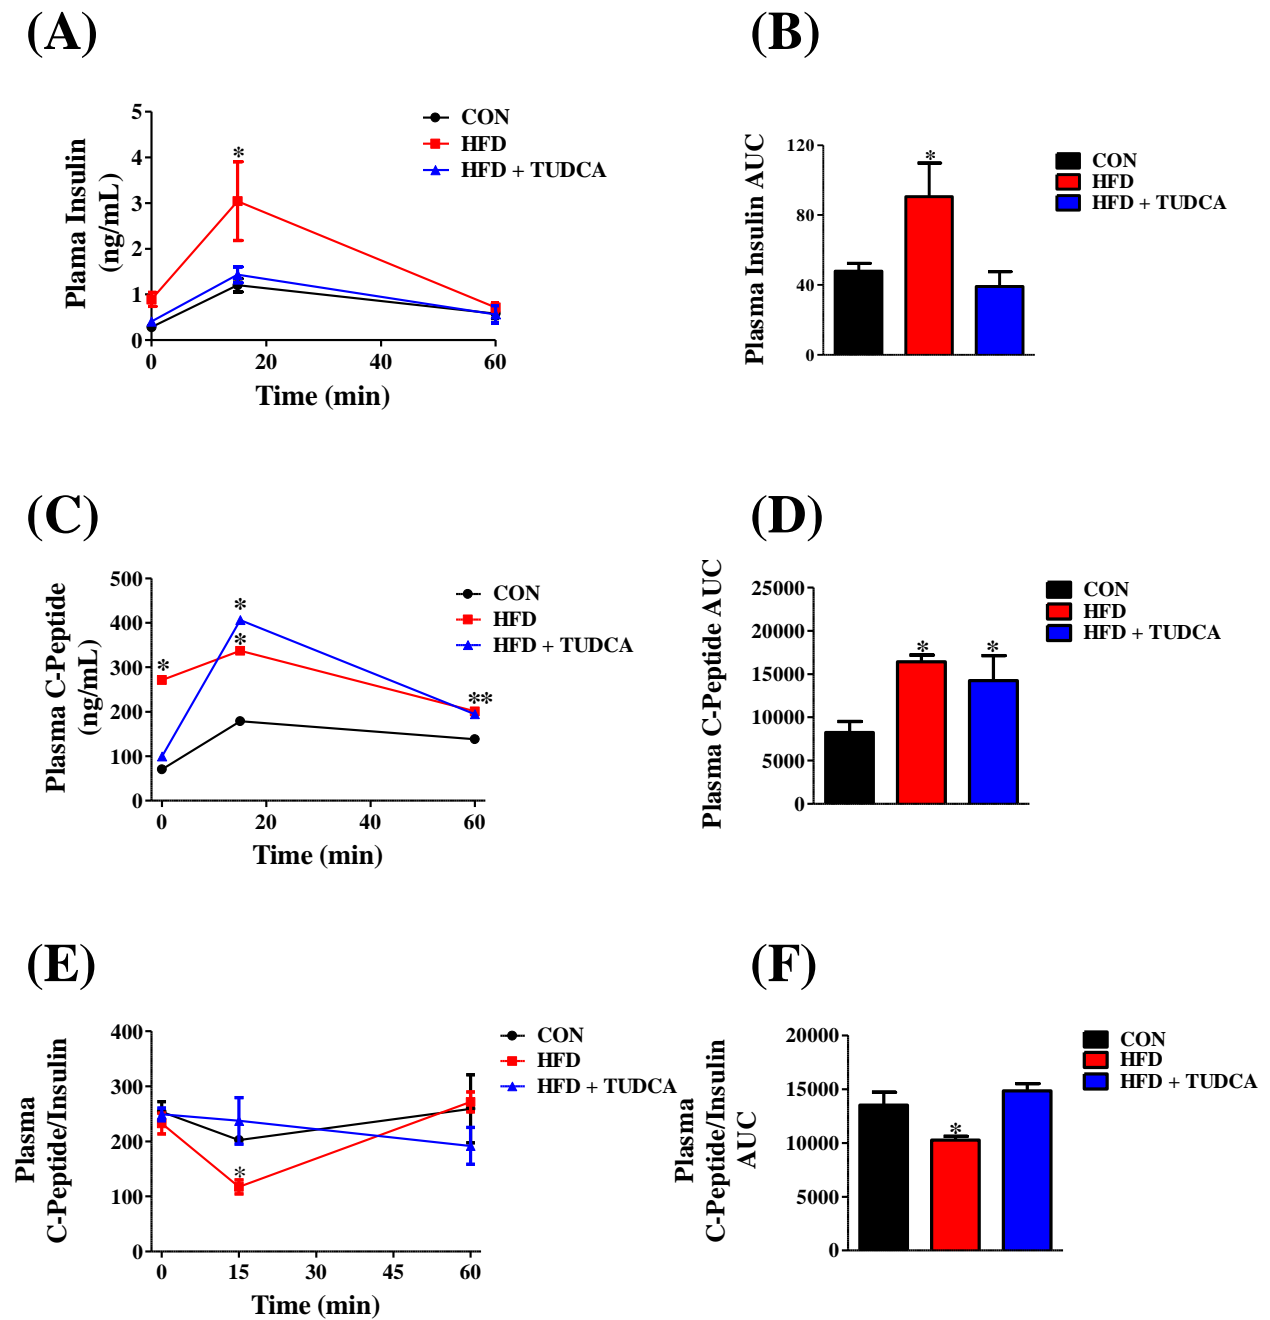 (A)
Plama Insulin
(ng/mL)
5
4
3
2
1
0
*
0
20
40
60
Time (min)
CON
HFD
HFD + TUDCA
(B)
Plasma Insulin AUC
120
80
40
0
*
CON
HFD
HFD + TUDCA
(C)
Plasma C-Peptide
(ng/mL)
500
400
300
200
100
0
*
*
*
**
0
20
40
60
Time (min)
CON
HFD
HFD + TUDCA
(D)
Plasma C-Peptide AUC
25000
20000
15000
10000
5000
0
*
*
CON
HFD
HFD + TUDCA
(E)
Plasma
C-Peptide/Insulin
400
300
200
100
0
*
0
15
30
45
60
Time (min)
CON
HFD
HFD + TUDCA
(F)
Plasma
C-Peptide/Insulin
AUC
20000
15000
10000
5000
0
*
CON
HFD
HFD + TUDCA